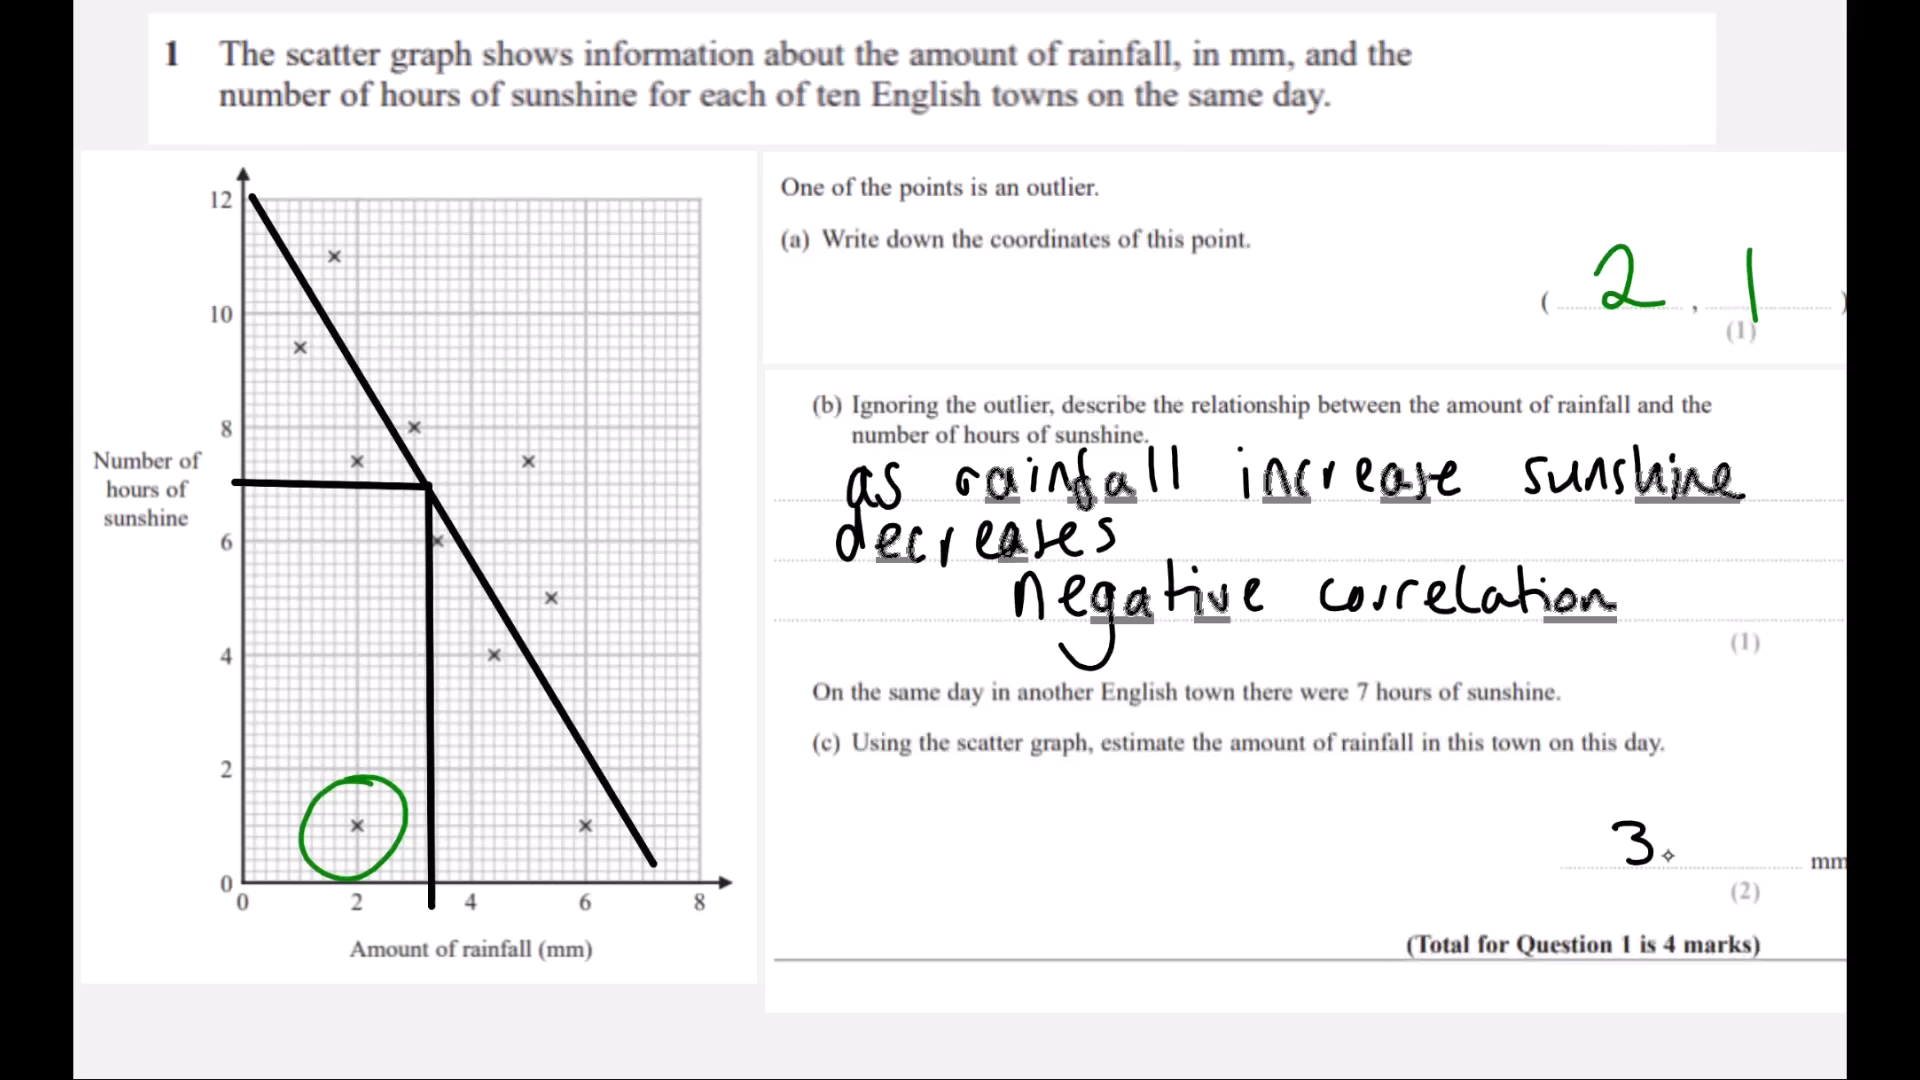 1 The scatter graph shows information about the amount of rainfall, in mm, and the
number of hours of sunshine for each of ten English towns on the same day.
12
10
8
6
4
2
0
Number of
hours of
sunshine
0 2 4 6 8
Amount of rainfall (mm)
One of the points is an outlier.
(a) Write down the coordinates of this point.
( 2 , 1 )
(1)
(b) Ignoring the outlier, describe the relationship between the amount of rainfall and the
number of hours of sunshine.
as rainfall increase sunshine
decreases
negative correlation
(1)
On the same day in another English town there were 7 hours of sunshine.
(c) Using the scatter graph, estimate the amount of rainfall in this town on this day.
3. mm
(2)
(Total for Question 1 is 4 marks)